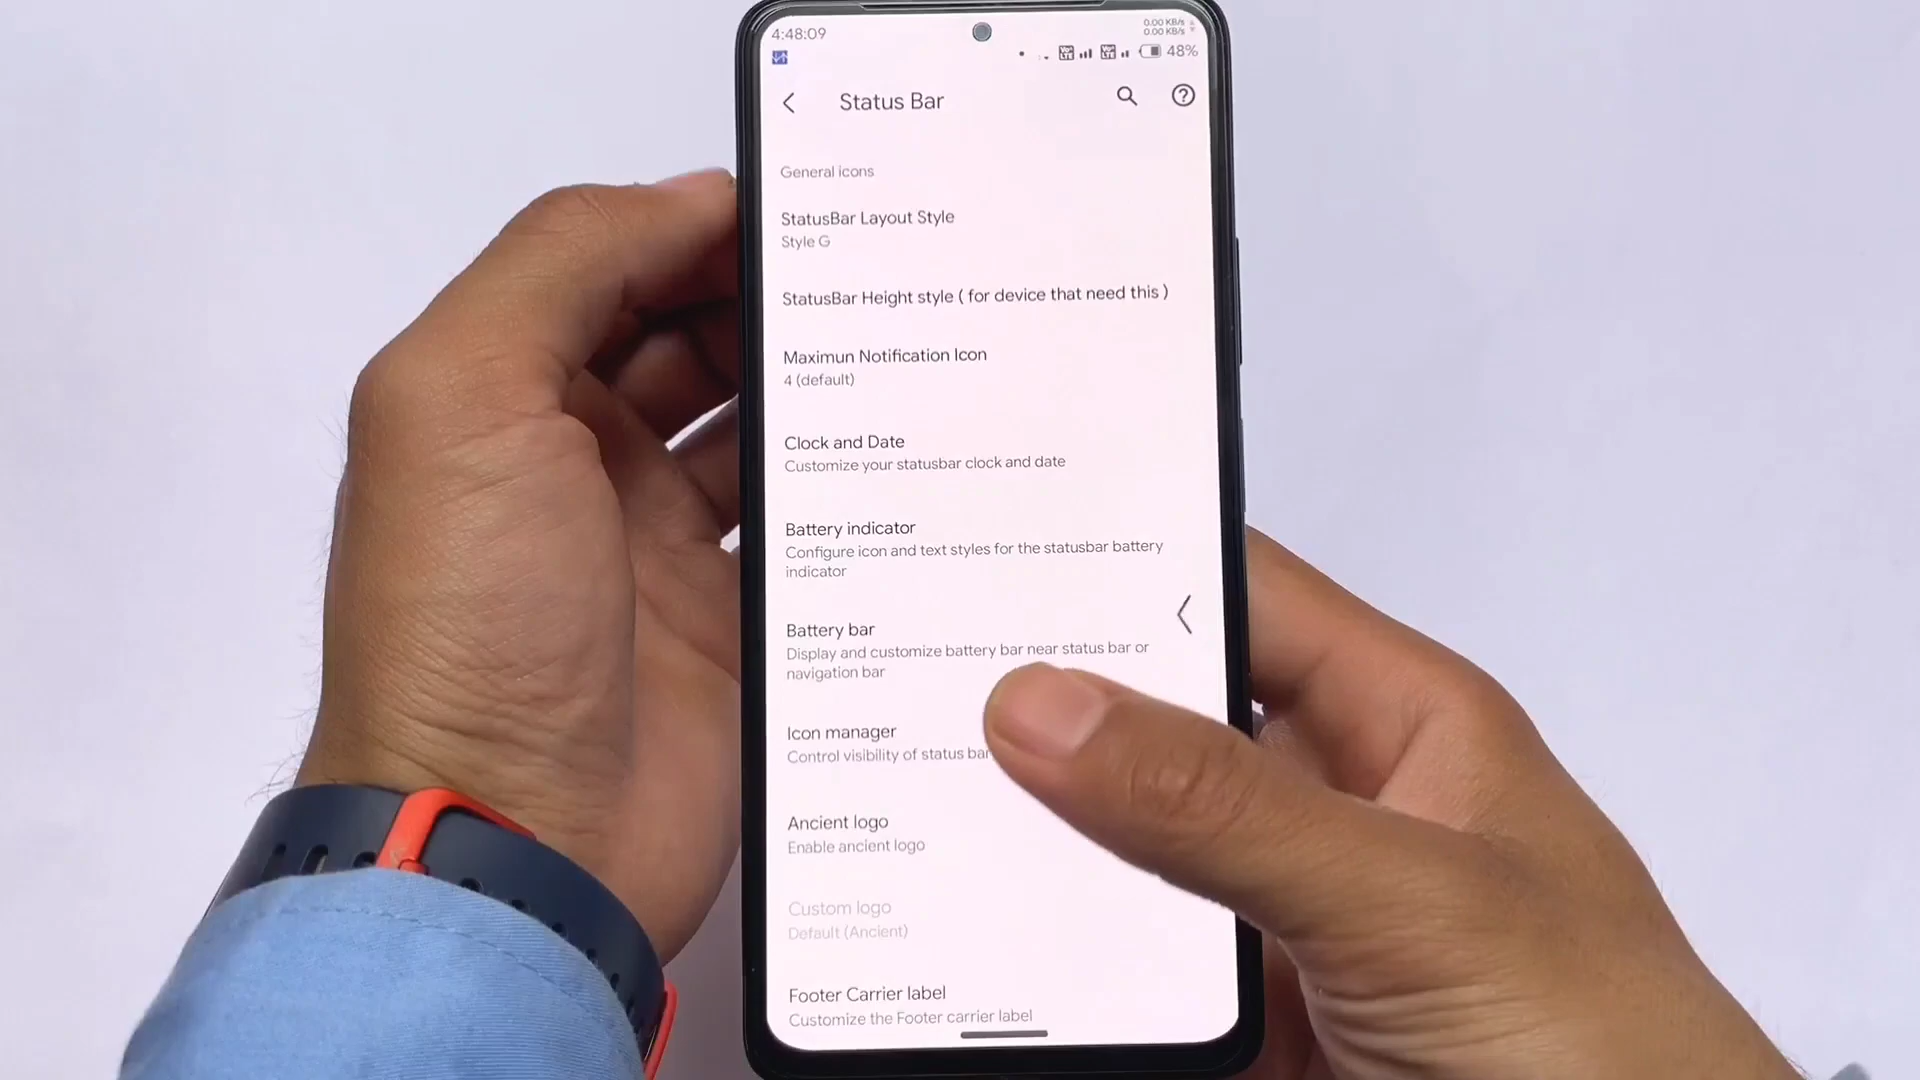 4:48:09
0.00 KB/s
0.00 KB/s
48%
Status Bar
General icons
StatusBar Layout Style
Style G
StatusBar Height style ( for device that need this )
Maximun Notification Icon
4 (default)
Clock and Date
Customize your statusbar clock and date
Battery indicator
Configure icon and text styles for the statusbar battery
indicator
Battery bar
Display and customize battery bar near status bar or
navigation bar
Icon manager
Control visibility of status bar
Ancient logo
Enable ancient logo
Custom logo
Default (Ancient)
Footer Carrier label
Customize the Footer carrier label